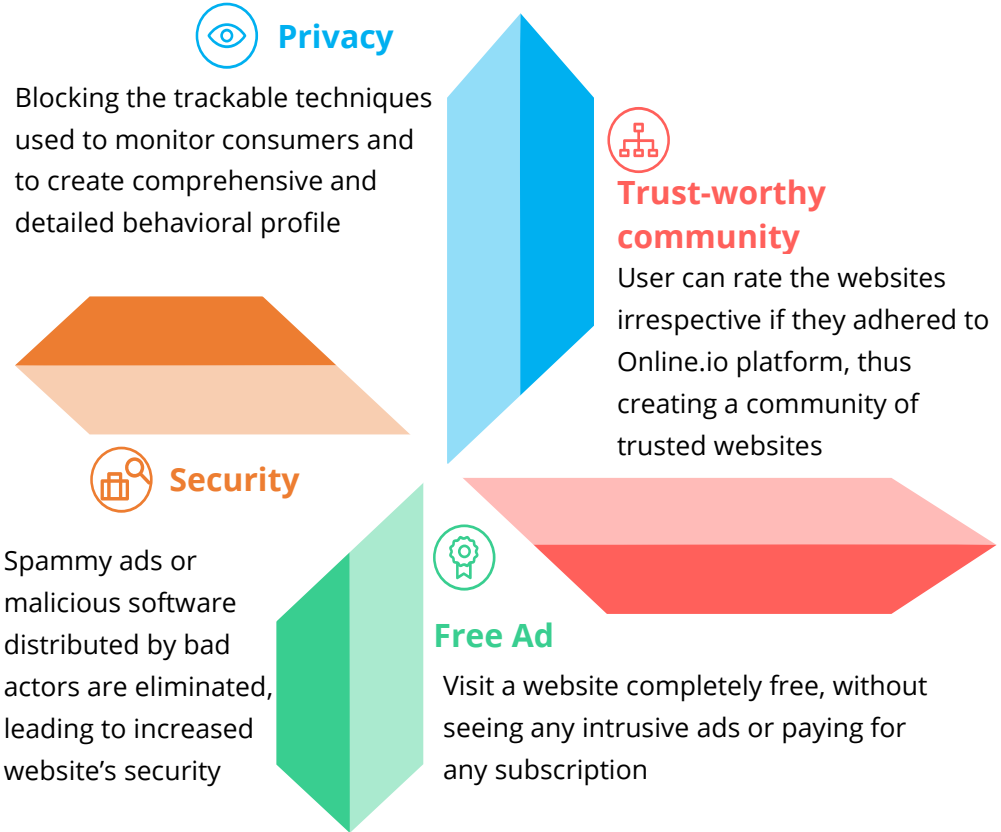 Privacy
Blocking the trackable techniques
used to monitor consumers and
to create comprehensive and
detailed behavioral profile
Trust-worthy
community
User can rate the websites
irrespective if they adhered to
Online.io platform, thus
creating a community of
trusted websites
Security
Spammy ads or
malicious software
distributed by bad
actors are eliminated,
leading to increased
website’s security
Free Ad
Visit a website completely free, without
seeing any intrusive ads or paying for
any subscription